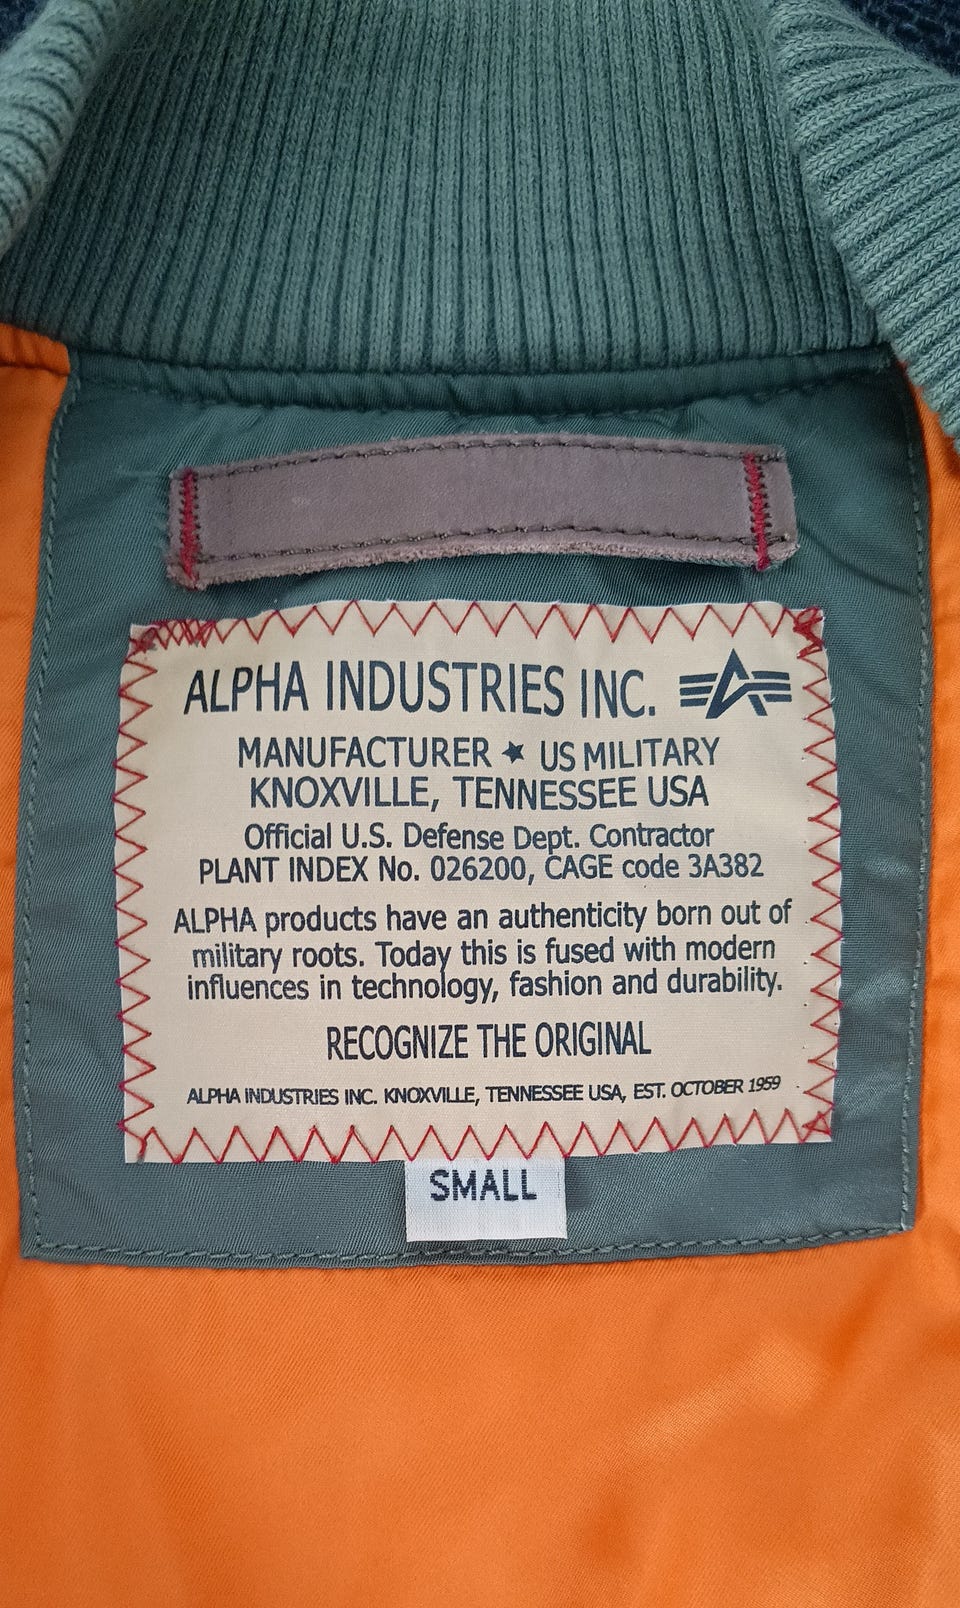 ALPHA INDUSTRIES INC.
MANUFACTURER ★ US MILITARY
KNOXVILLE, TENNESSEE USA
Official U.S. Defense Dept. Contractor
PLANT INDEX No. 026200, CAGE code 3A382
ALPHA products have an authenticity born out of
military roots. Today this is fused with modern
influences in technology, fashion and durability.
RECOGNIZE THE ORIGINAL
ALPHA INDUSTRIES INC. KNOXVILLE, TENNESSEE USA, EST. OCTOBER 1959
SMALL